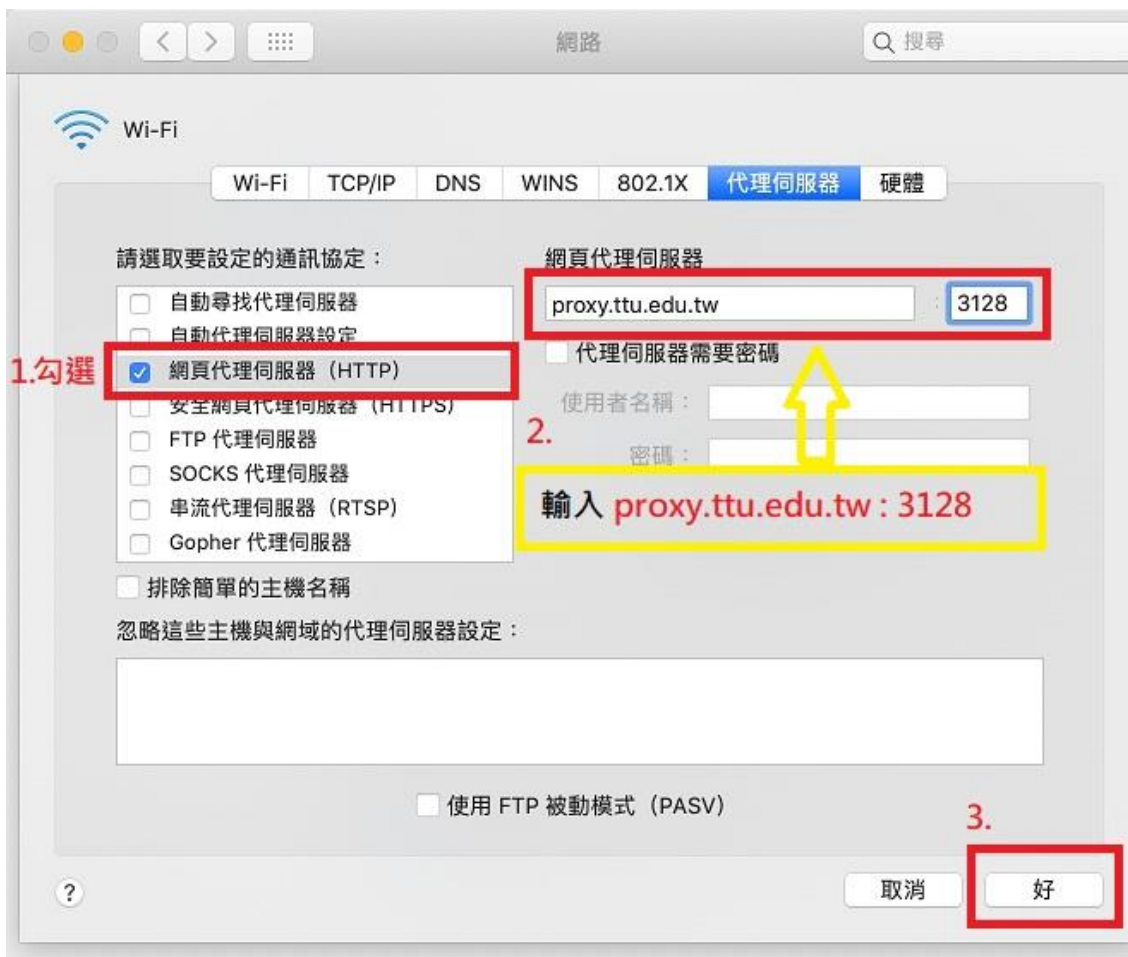 網路
搜尋
Wi-Fi
Wi-Fi TCP/IP DNS WINS 802.1X 代理伺服器 硬體
請選取要設定的通訊協定：
自動尋找代理伺服器
自動代理伺服器設定
1.勾選
網頁代理伺服器（HTTP）
安全網頁代理伺服器（HTTPS）
FTP 代理伺服器
SOCKS 代理伺服器
串流代理伺服器（RTSP）
Gopher 代理伺服器
網頁代理伺服器
proxy.ttu.edu.tw : 3128
代理伺服器需要密碼
使用者名稱：
2.
密碼：
輸入 proxy.ttu.edu.tw : 3128
排除簡單的主機名稱
忽略這些主機與網域的代理伺服器設定：
使用 FTP 被動模式（PASV）
3.
?
取消
好